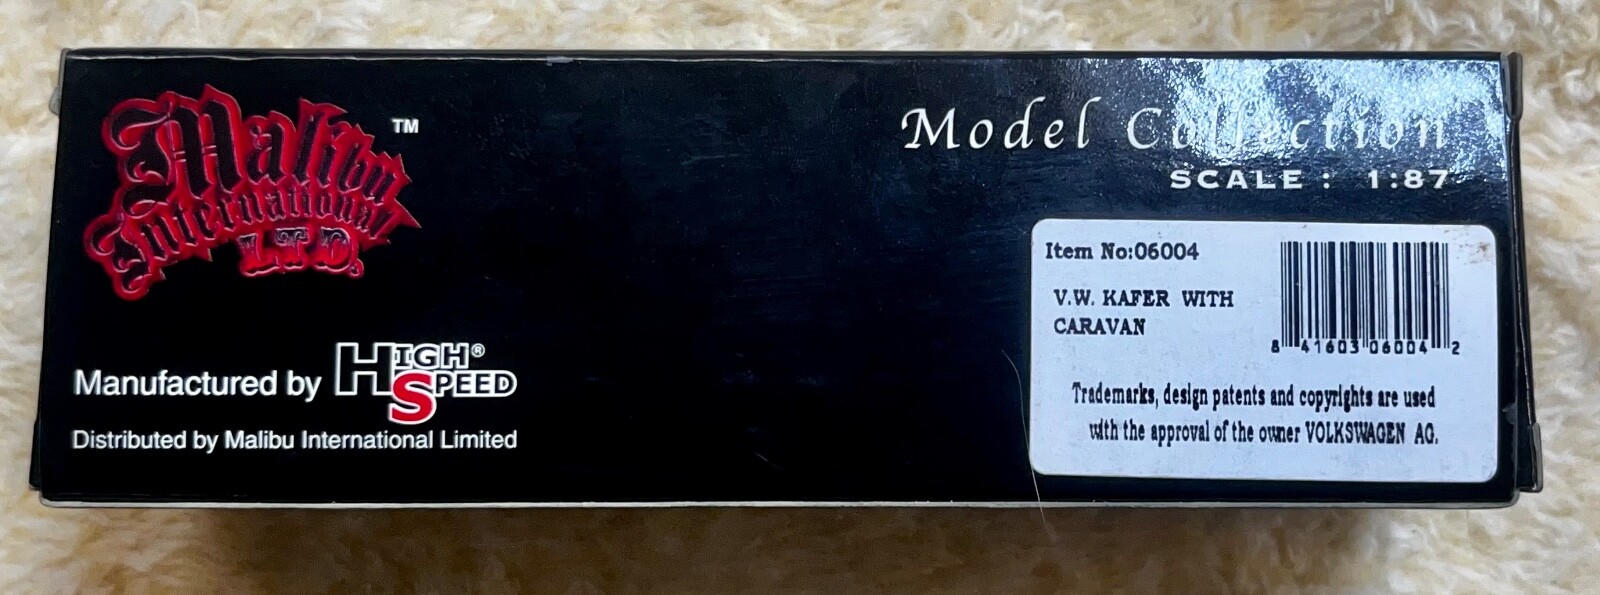 Malibu
International
LTD.
TM
Model Collection
SCALE : 1:87
Manufactured by HIGH SPEED®
Distributed by Malibu International Limited
Item No:06004
V.W. KAFER WITH
CARAVAN
8 41603 06004 2
Trademarks, design patents and copyrights are used
with the approval of the owner VOLKSWAGEN AG.